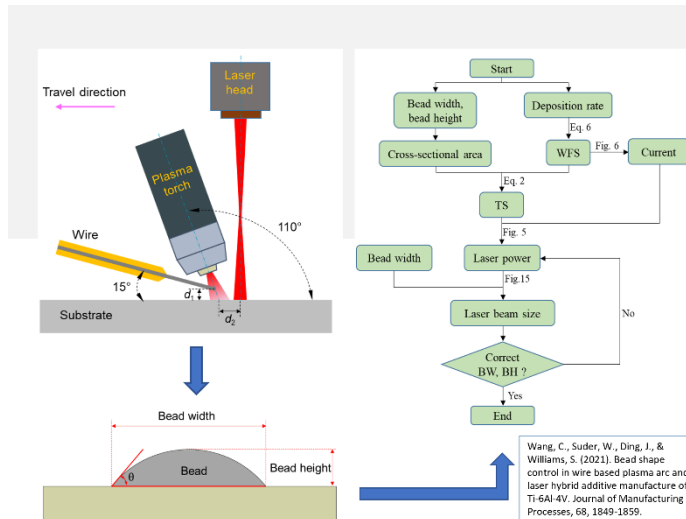 Laser
head
Travel direction
Plasma
torch
110°
Wire
15°
d₁
d₂
Substrate
Bead width
Bead
Bead height
θ
Start
Bead width,
bead height
Deposition rate
Eq. 6
Cross-sectional area
WFS
Fig. 6
Current
Eq. 2
TS
Fig. 5
Bead width
Laser power
Fig.15
Laser beam size
No
Correct
BW, BH ?
Yes
End
Wang, C., Suder, W., Ding, J., &
Williams, S. (2021). Bead shape
control in wire based plasma arc and
laser hybrid additive manufacture of
Ti-6Al-4V. Journal of Manufacturing
Processes, 68, 1849-1859.